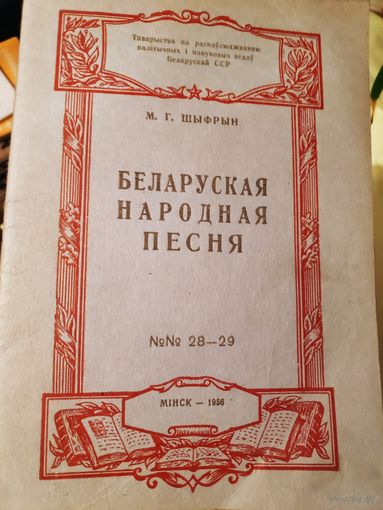 Таварыства па распаўсюджванню
палітычных і навуковых ведаў
Беларускай ССР
М. Г. ШЫФРЫН
БЕЛАРУСКАЯ
НАРОДНАЯ
ПЕСНЯ
№№ 28—29
МІНСК — 1956